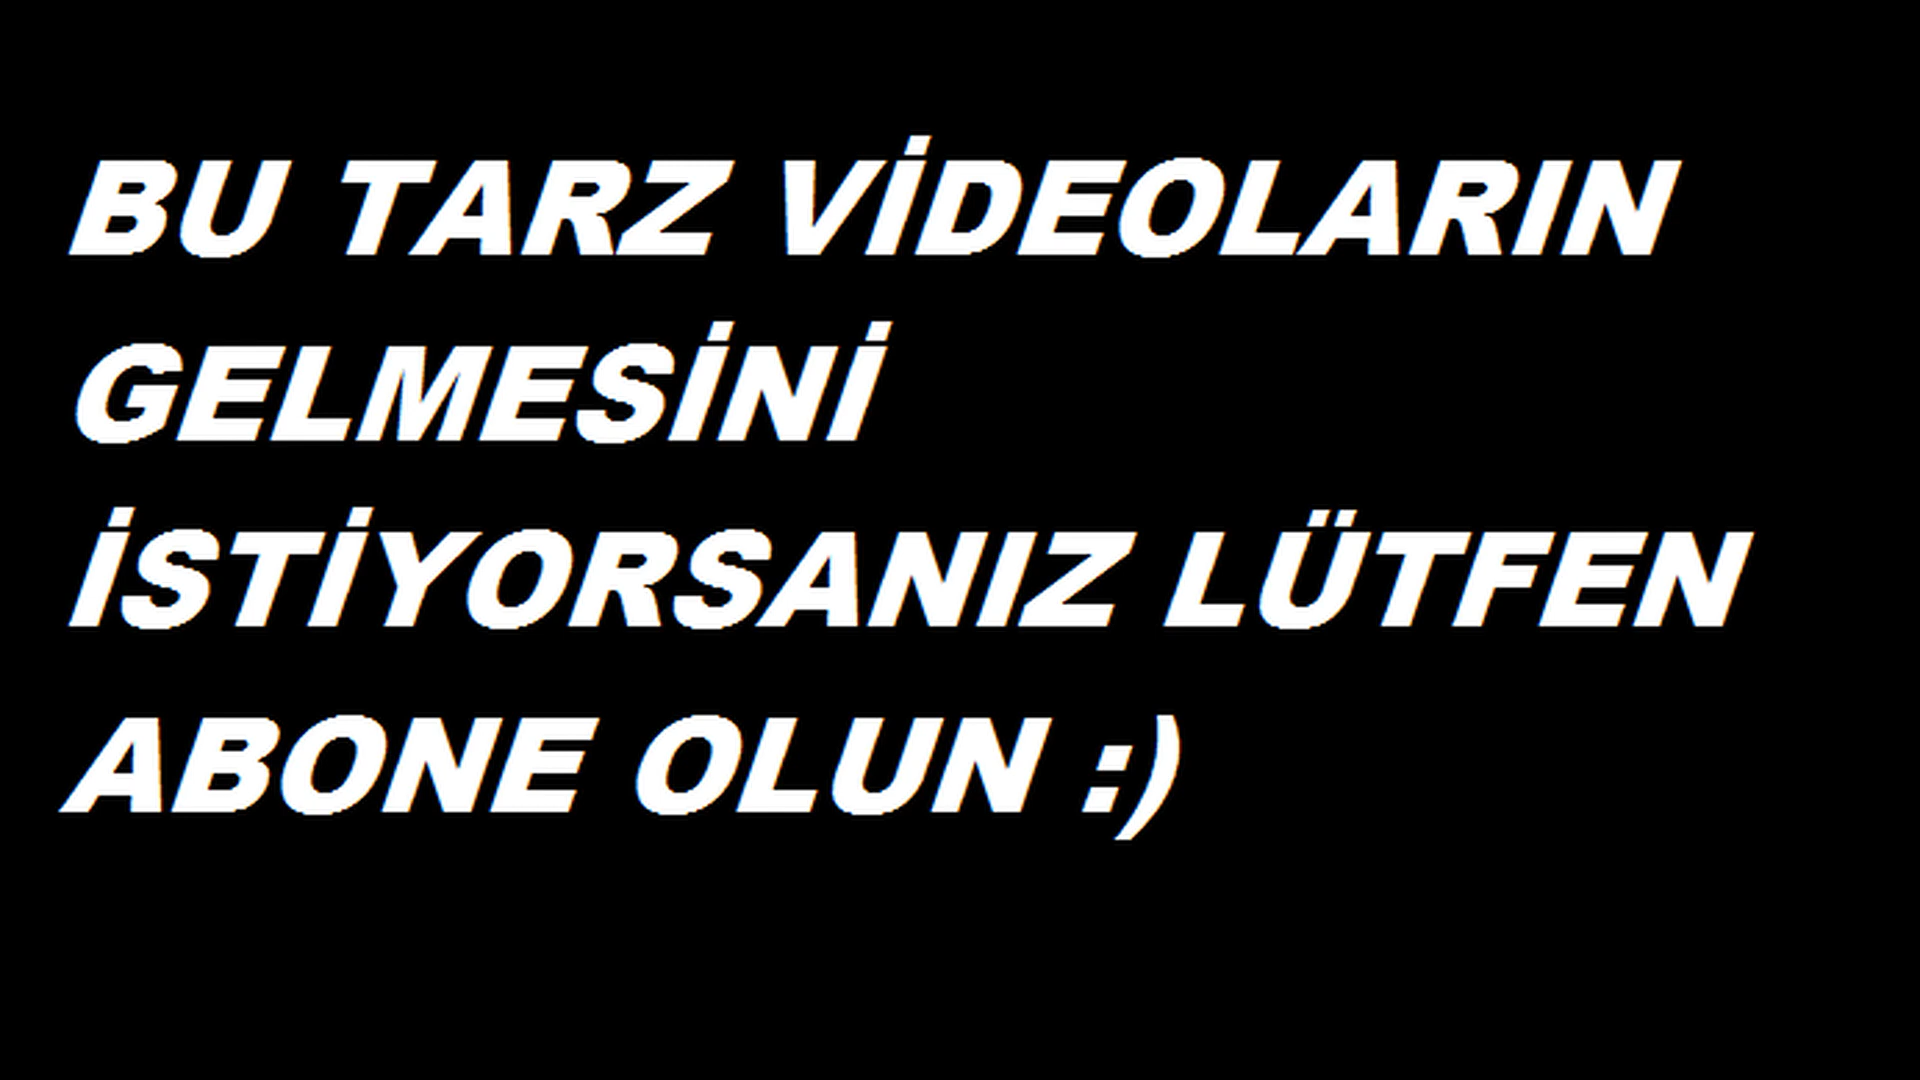 BU TARZ VİDEOLARIN
GELMESİNİ
İSTİYORSANIZ LÜTFEN
ABONE OLUN :)